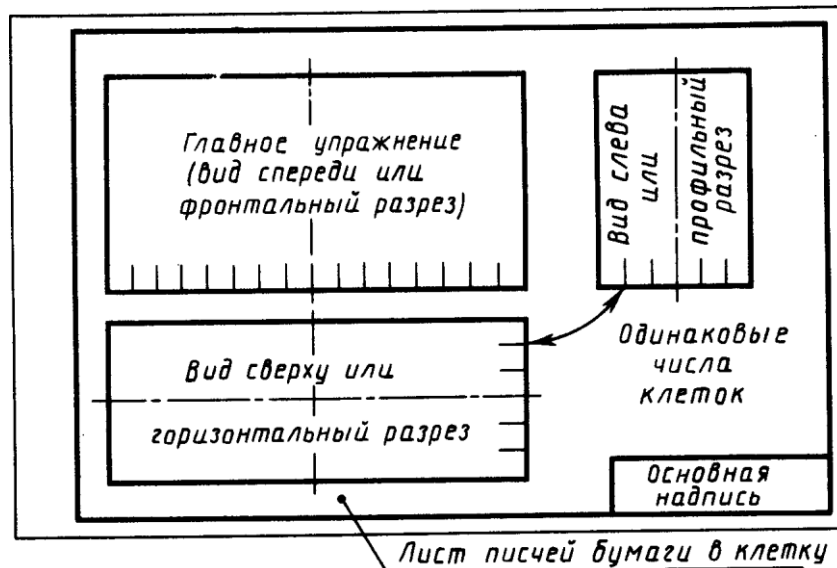 Главное упражнение
(вид спереди или
фронтальный разрез)
Вид слева
или
профильный
разрез
Вид сверху или
горизонтальный разрез
Одинаковые
числа
клеток
Основная
надпись
Лист писчей бумаги в клетку